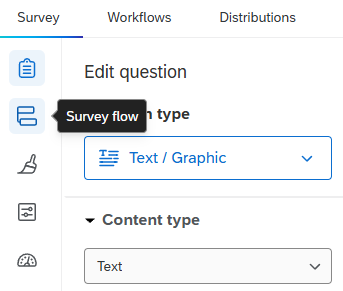 Survey
Workflows
Distributions
Edit question
Survey flow
n type
Text / Graphic
Content type
Text